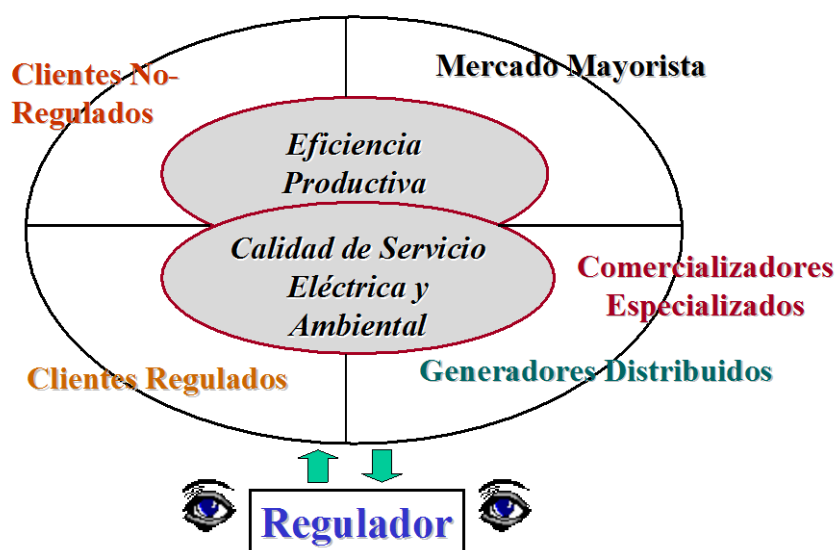 Clientes No-
Regulados
Mercado Mayorista
Eficiencia
Productiva
Calidad de Servicio
Eléctrica y
Ambiental
Comercializadores
Especializados
Clientes Regulados
Generadores Distribuidos
Regulador